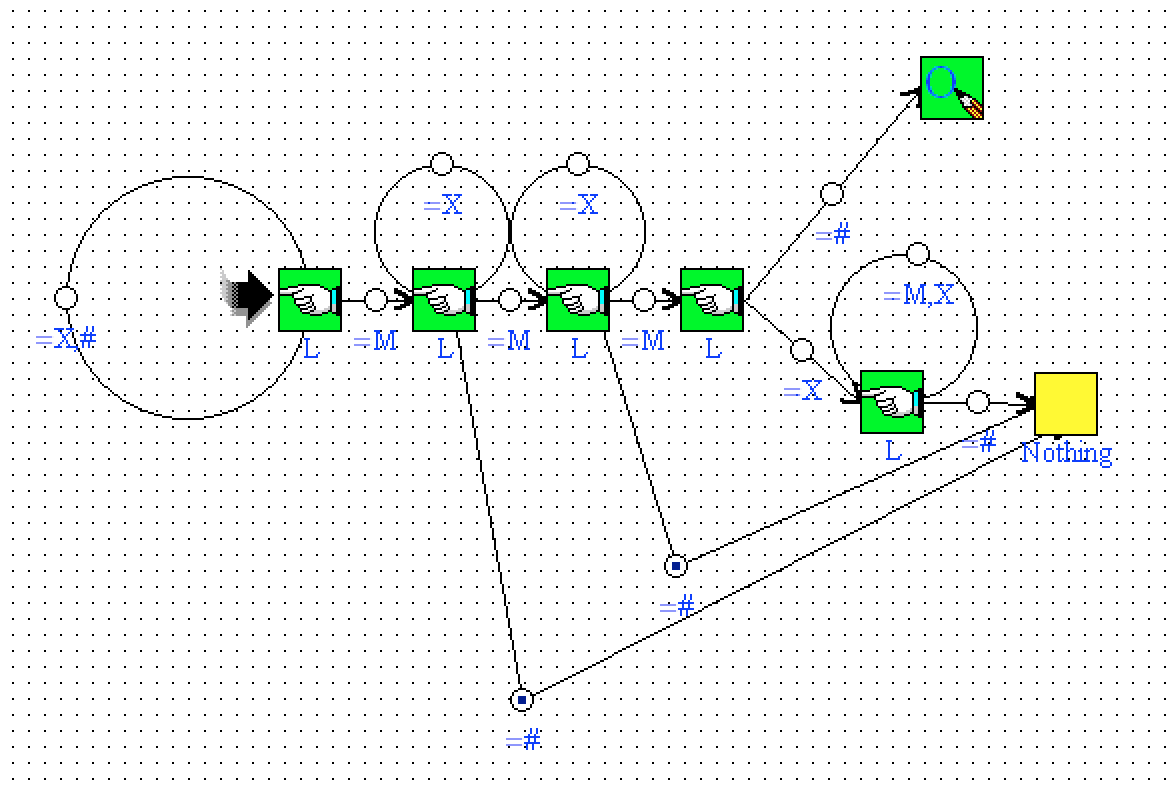 O
=X
=X
=#
=M,X
=X,#
L
=M
L
=M
L
=M
L
=X
L
=#
Nothing
=#
=#